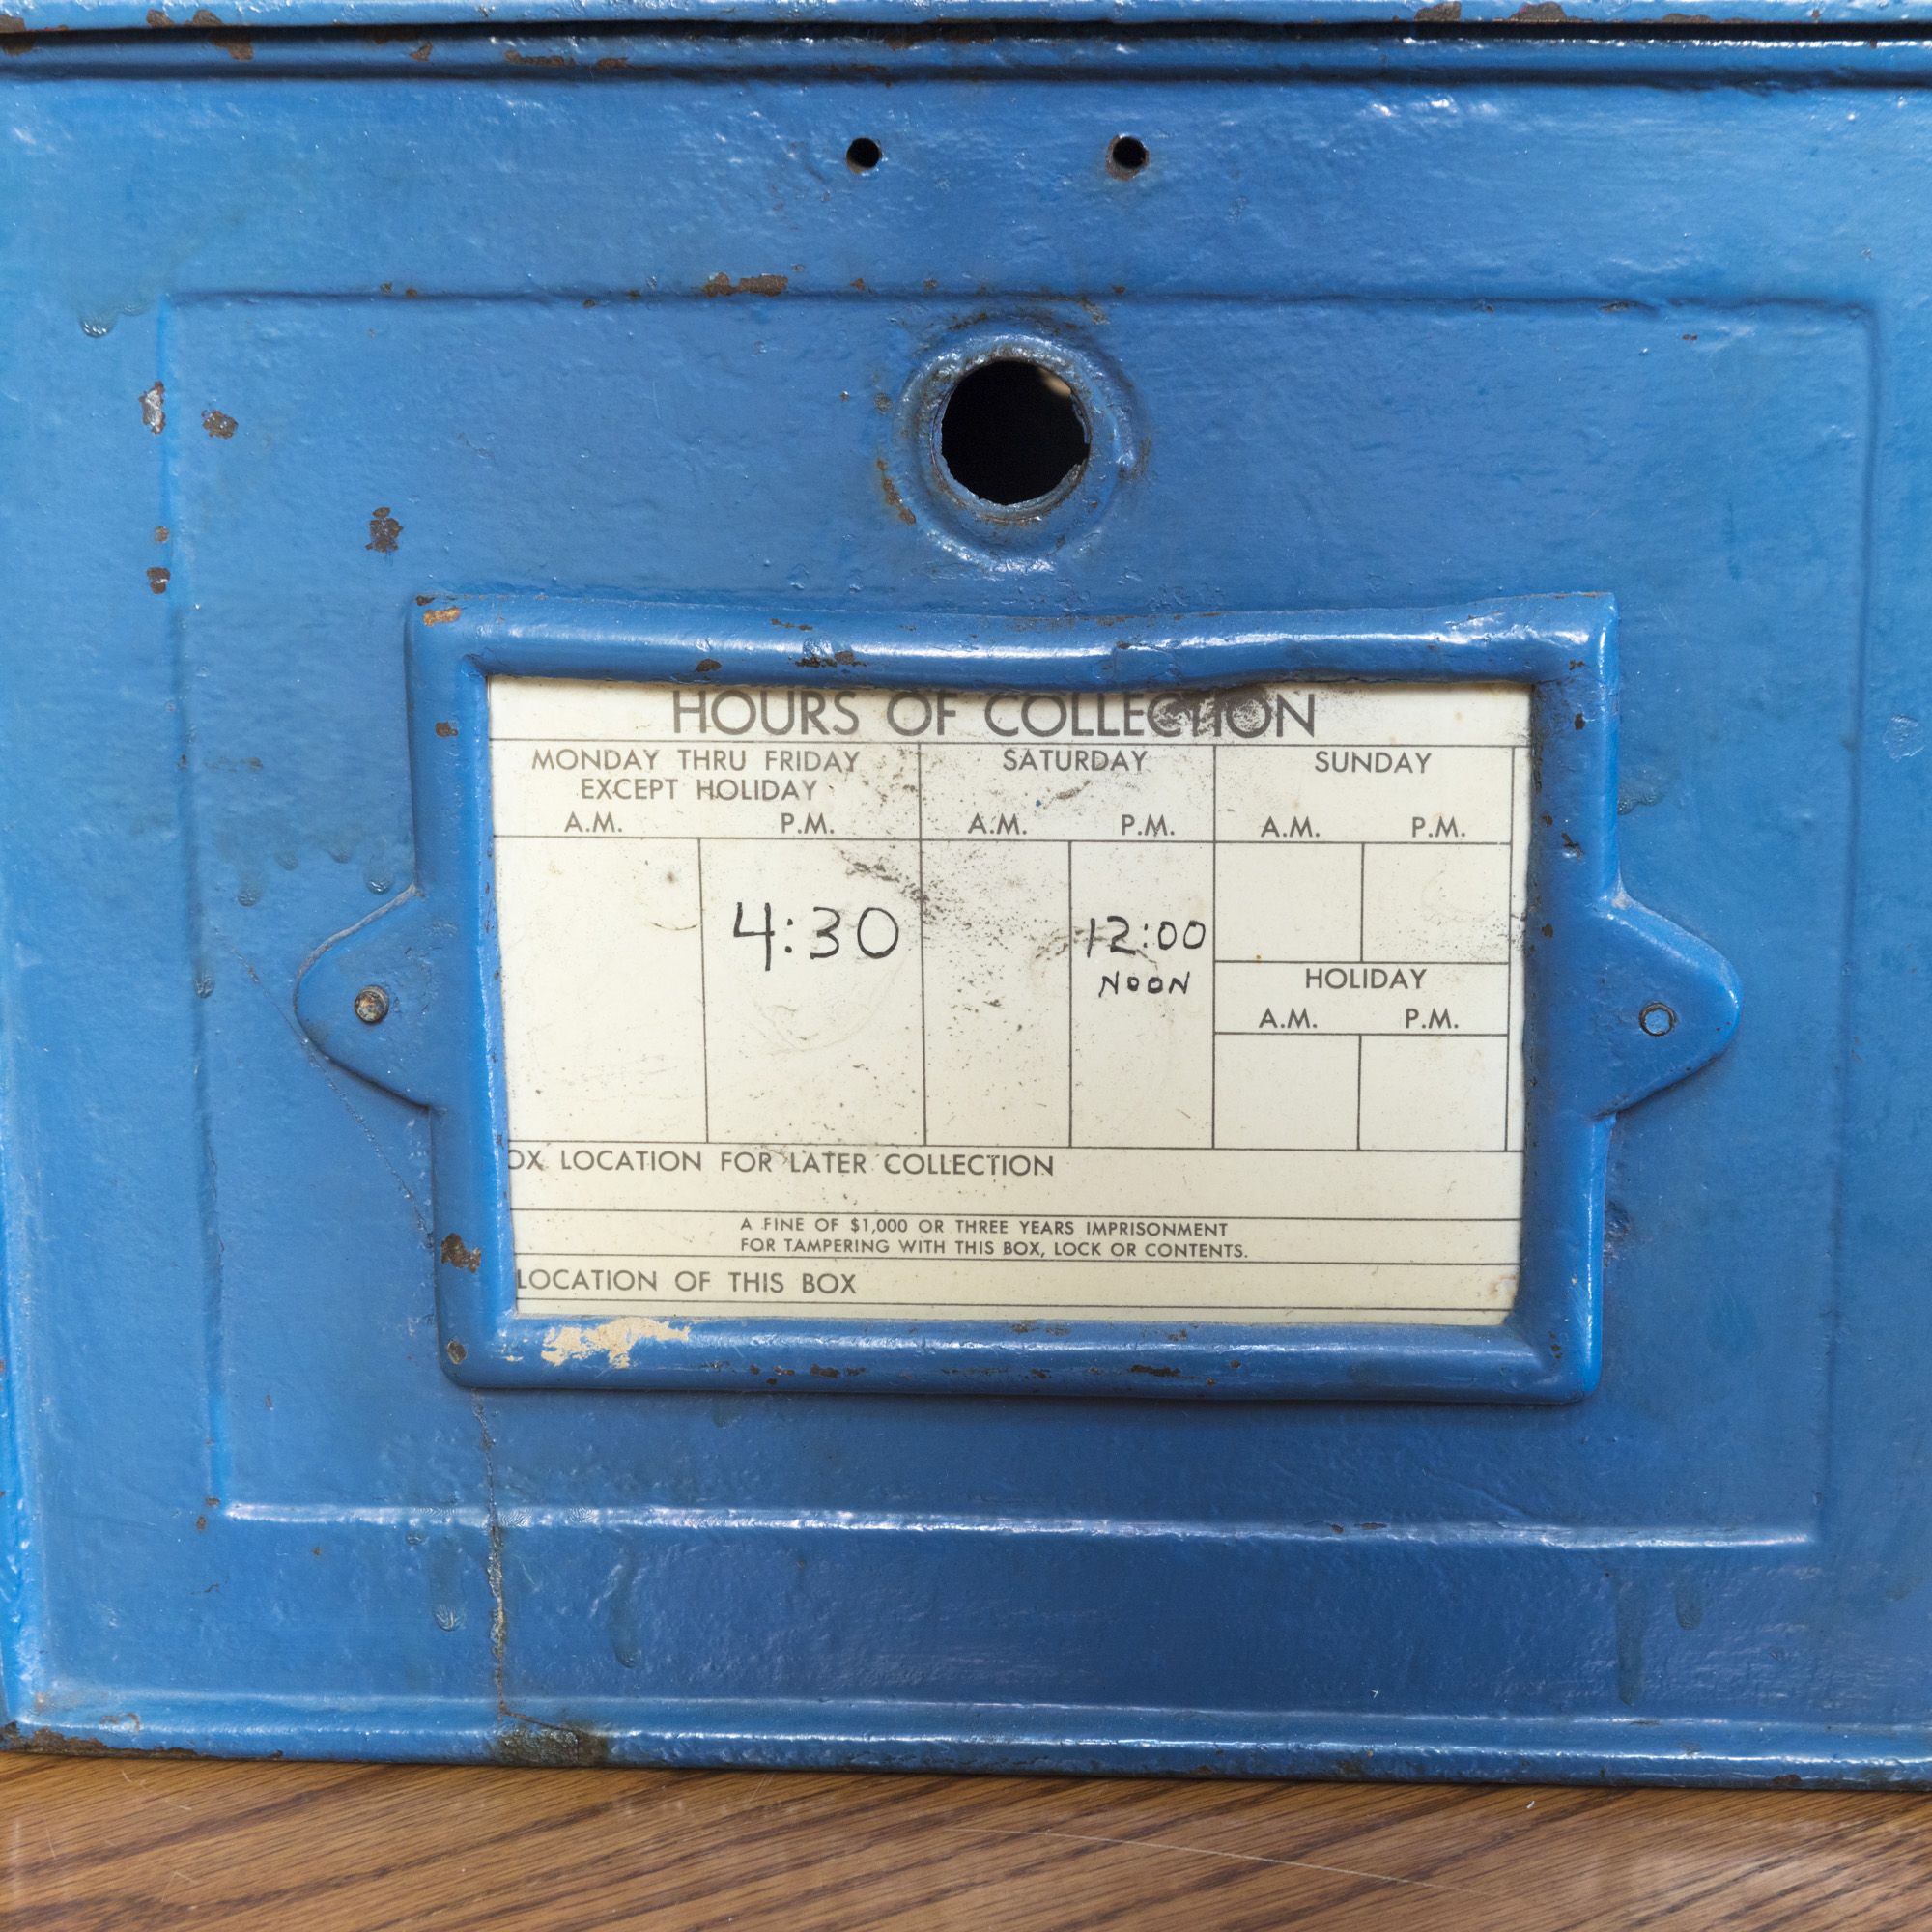 HOURS OF COLLECTION
MONDAY THRU FRIDAY
EXCEPT HOLIDAY
A.M. P.M.
SATURDAY
A.M. P.M.
SUNDAY
A.M. P.M.
4:30
12:00
NOON
HOLIDAY
A.M. P.M.
OX LOCATION FOR LATER COLLECTION
A FINE OF $1,000 OR THREE YEARS IMPRISONMENT
FOR TAMPERING WITH THIS BOX, LOCK OR CONTENTS.
LOCATION OF THIS BOX